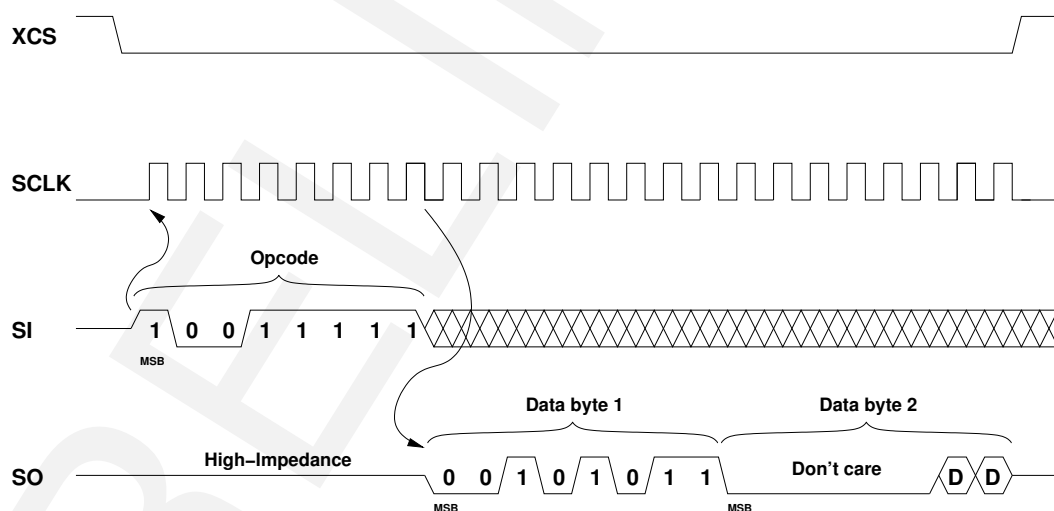 XCS
SCLK
Opcode
SI 1 0 0 1 1 1 1 1
MSB
Data byte 1 Data byte 2
High–Impedance
SO 0 0 1 0 1 0 1 1 Don't care D D
MSB MSB